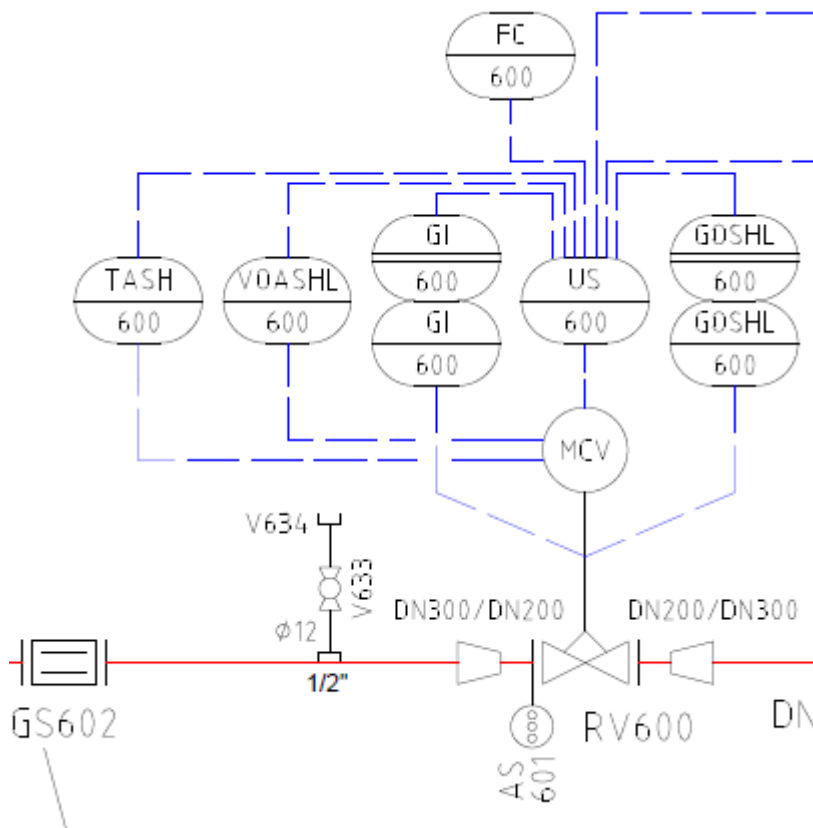 FC
600
TASH
600
VOASHL
600
GI
600
GI
600
US
600
GOSHL
600
GOSHL
600
MCV
V634
V633
ϕ12
1/2"
DN300/DN200
DN200/DN300
GS602
RV600
AS
601
DN